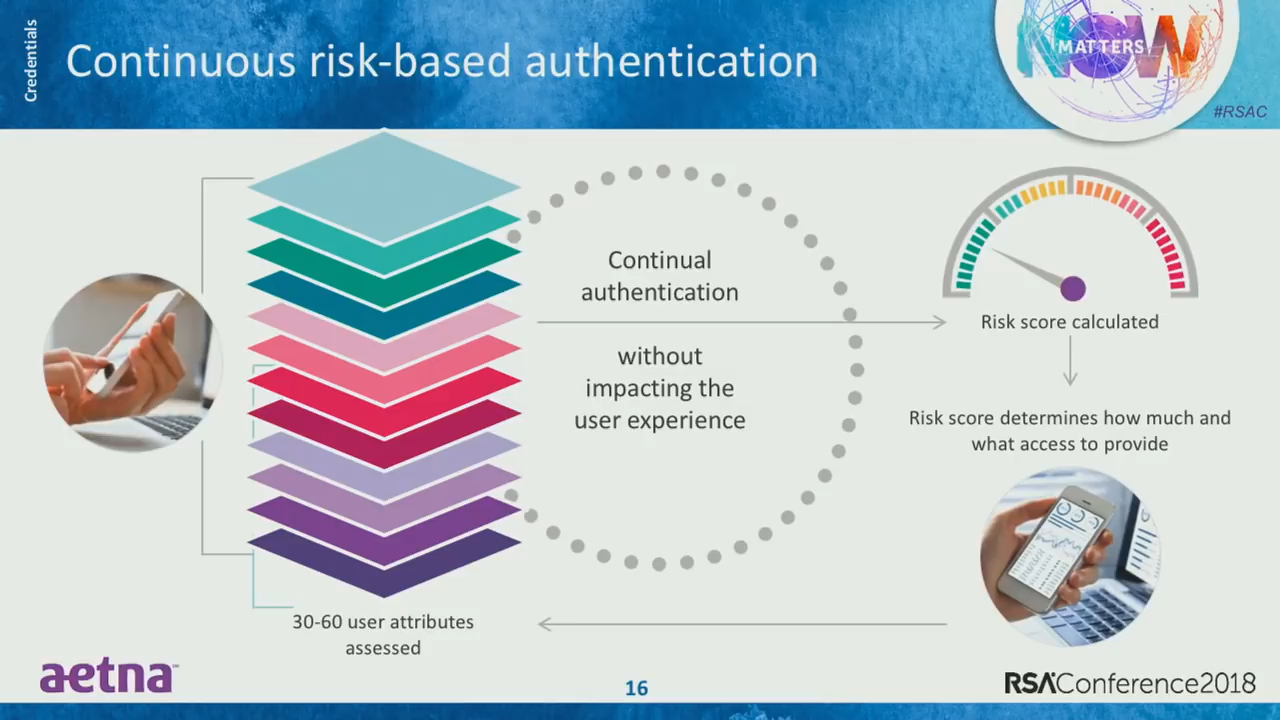 Credentials
Continuous risk-based authentication
NOW
MATTERS
#RSAC
Continual
authentication
without
impacting the
user experience
Risk score calculated
Risk score determines how much and
what access to provide
30-60 user attributes
assessed
aetna™
16
RSAConference2018